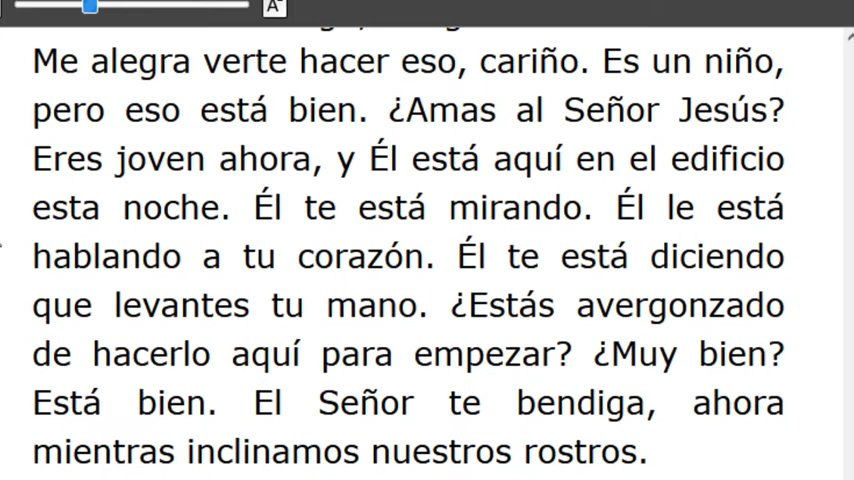 A
Me alegra verte hacer eso, cariño. Es un niño,
pero eso está bien. ¿Amas al Señor Jesús?
Eres joven ahora, y Él está aquí en el edificio
esta noche. Él te está mirando. Él le está
hablando a tu corazón. Él te está diciendo
que levantes tu mano. ¿Estás avergonzado
de hacerlo aquí para empezar? ¿Muy bien?
Está bien. El Señor te bendiga, ahora
mientras inclinamos nuestros rostros.